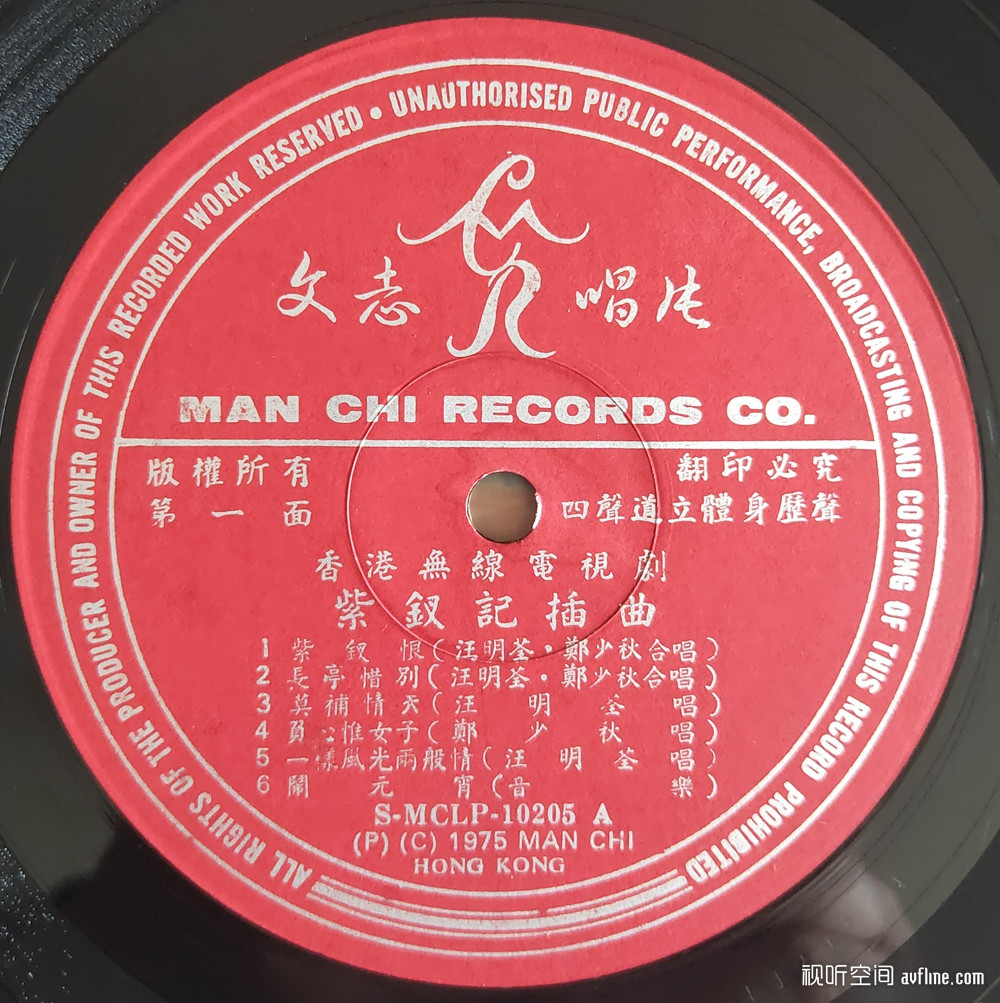 ALL RIGHTS OF THE PRODUCER AND OWNER OF THIS RECORDED WORK RESERVED • UNAUTHORISED PUBLIC PERFORMANCE, BROADCASTING AND COPYING OF THIS RECORD PROHIBITED
文志 唱片
MAN CHI RECORDS CO.
版權所有 翻印必究
第一面 四聲道立體身歷聲
香港無線電視劇
紫釵記插曲
1 紫釵恨(汪明荃・鄭少秋合唱)
2 長亭惜別(汪明荃・鄭少秋合唱)
3 莫補情天(汪明荃唱)
4 負心惟女子(鄭少秋唱)
5 一樣風光兩般情(汪明荃唱)
6 鬧元宵(音樂)
S-MCLP-10205 A
(P) (C) 1975 MAN CHI
HONG KONG
视听空间 avfline.com